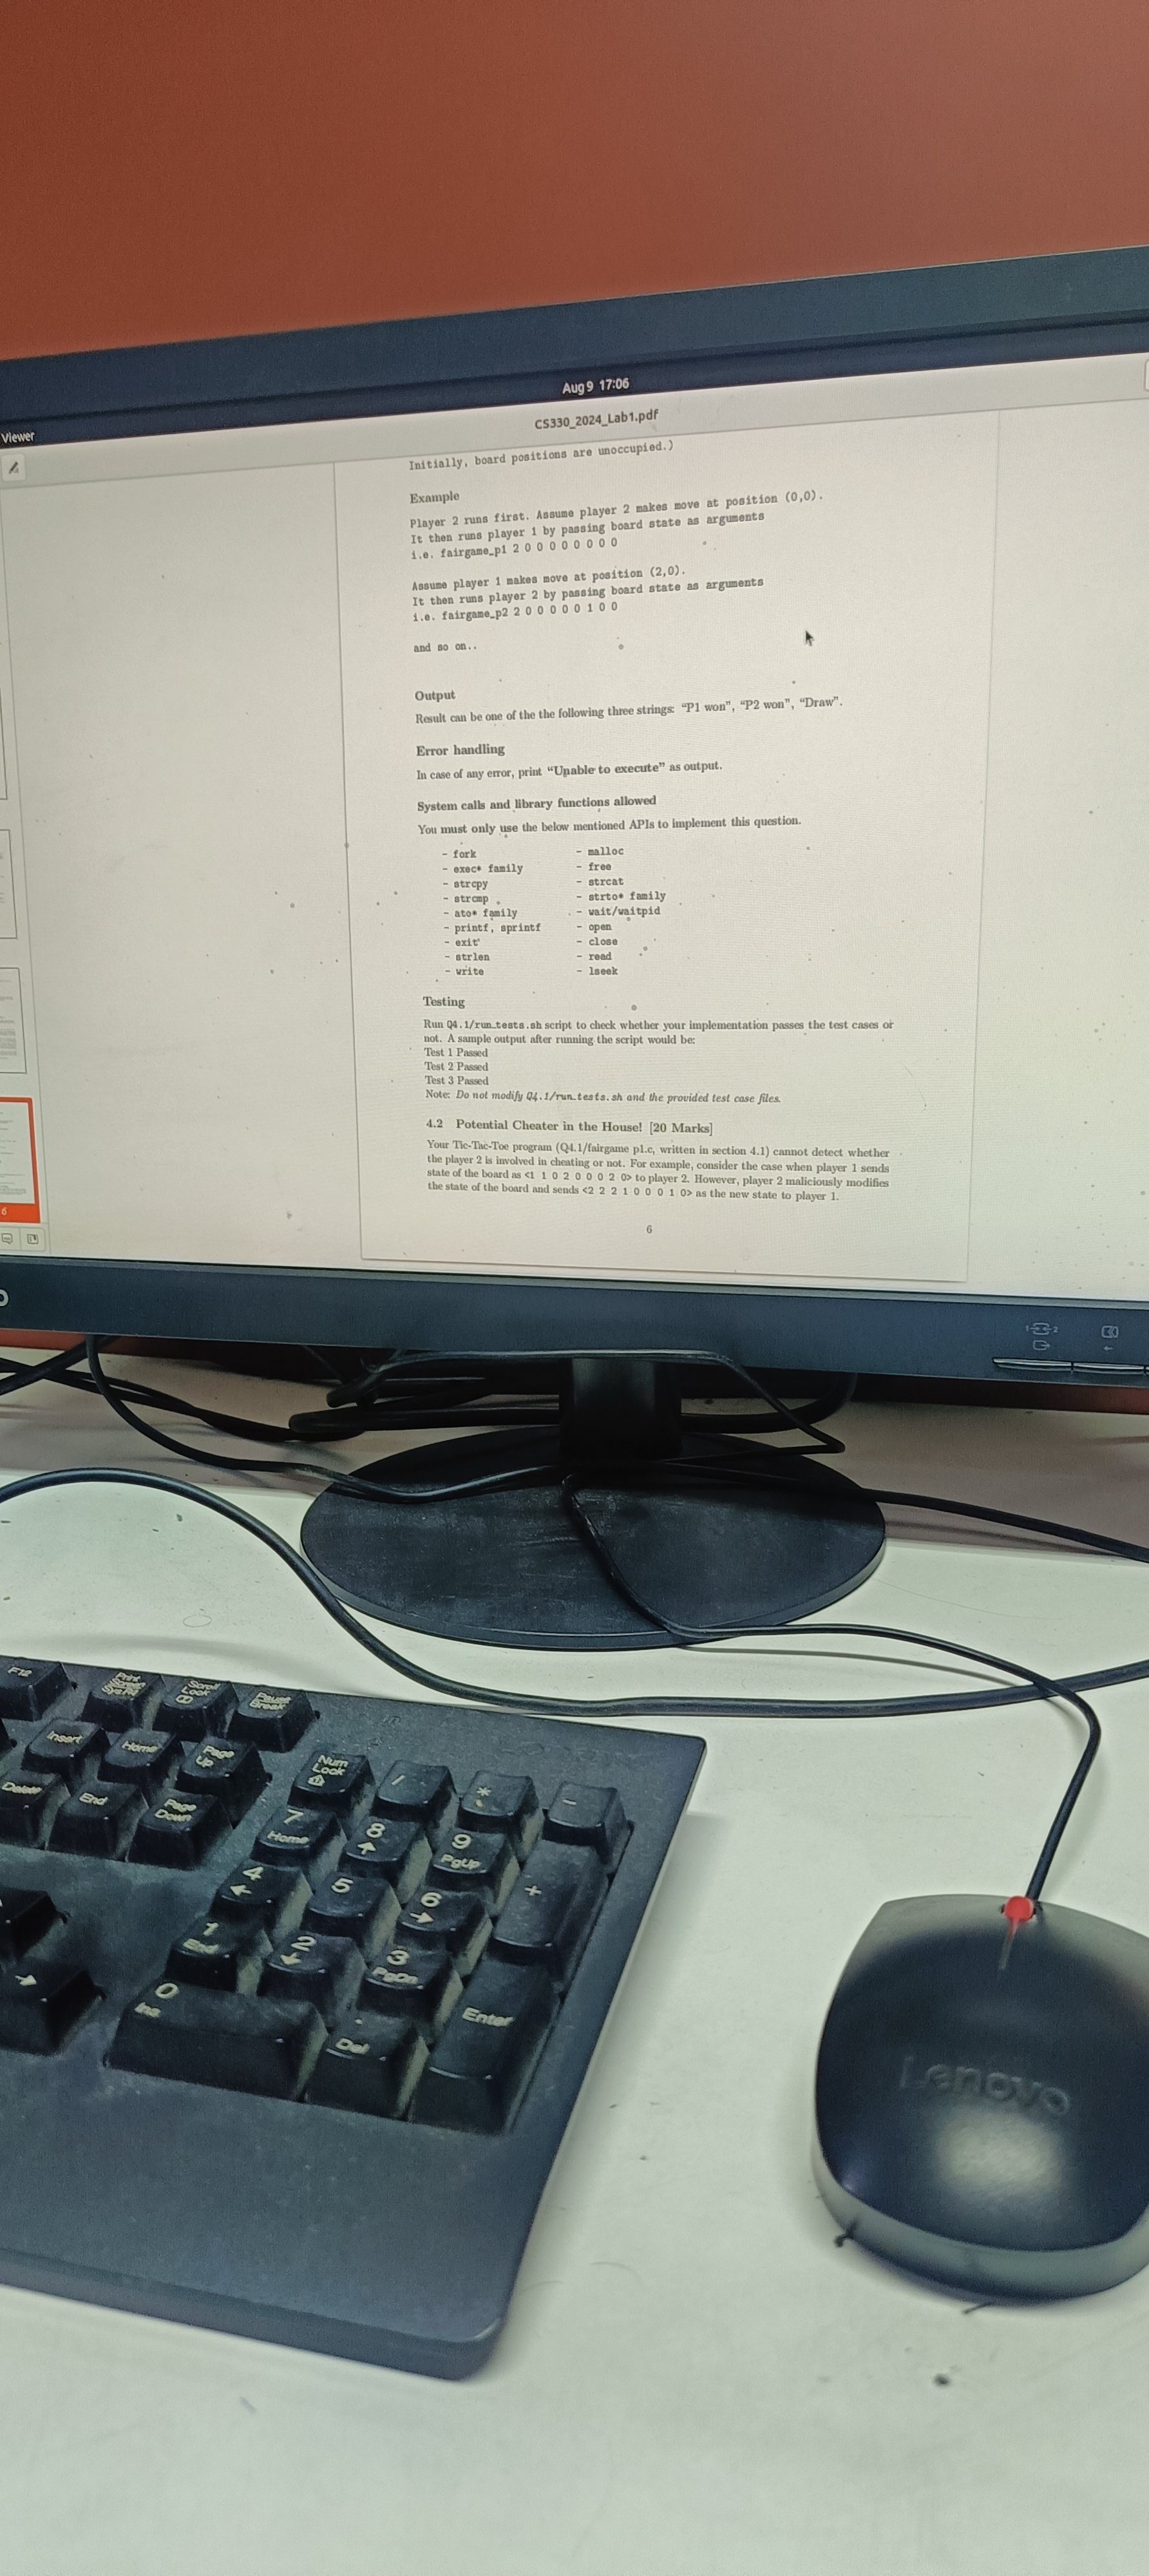 Aug 9 17:06
Viewer
CS330_2024_Lab1.pdf
Initially, board positions are unoccupied.)
Example
Player 2 runs first. Assume player 2 makes move at position (0,0).
It then runs player 1 by passing board state as arguments
i.e. fairgame_p1 2 0 0 0 0 0 0 0 0
Assume player 1 makes move at position (2,0).
It then runs player 2 by passing board state as arguments
i.e. fairgame_p2 2 0 0 0 0 0 1 0 0
and so on..
Output
Result can be one of the the following three strings: “P1 won”, “P2 won”, “Draw”.
Error handling
In case of any error, print “Unable to execute” as output.
System calls and library functions allowed
You must only use the below mentioned APIs to implement this question.
- fork
- exec* family
- strcpy
- strcmp
- ato* family
- printf, sprintf
- exit
- strlen
- write
- malloc
- free
- strcat
- strto* family
- wait/waitpid
- open
- close
- read
- lseek
Testing
Run Q4.1/run_tests.sh script to check whether your implementation passes the test cases or
not. A sample output after running the script would be:
Test 1 Passed
Test 2 Passed
Test 3 Passed
Note: Do not modify Q4.1/run_tests.sh and the provided test case files.
4.2 Potential Cheater in the House! [20 Marks]
Your Tic-Tac-Toe program (Q4.1/fairgame p1.c, written in section 4.1) cannot detect whether
the player 2 is involved in cheating or not. For example, consider the case when player 1 sends
state of the board as <1 1 0 2 0 0 0 2 0> to player 2. However, player 2 maliciously modifies
the state of the board and sends <2 2 2 1 0 0 0 1 0> as the new state to player 1.
6
6
F12
Print Screen SysRq
Scroll Lock
Pause Break
Insert
Home
Page Up
Num Lock
/
*
-
Delete
End
Page Down
7 Home
8
9 PgUp
+
4
5
6
1 End
2
3 PgDn
Enter
0 Ins
. Del
Lenovo